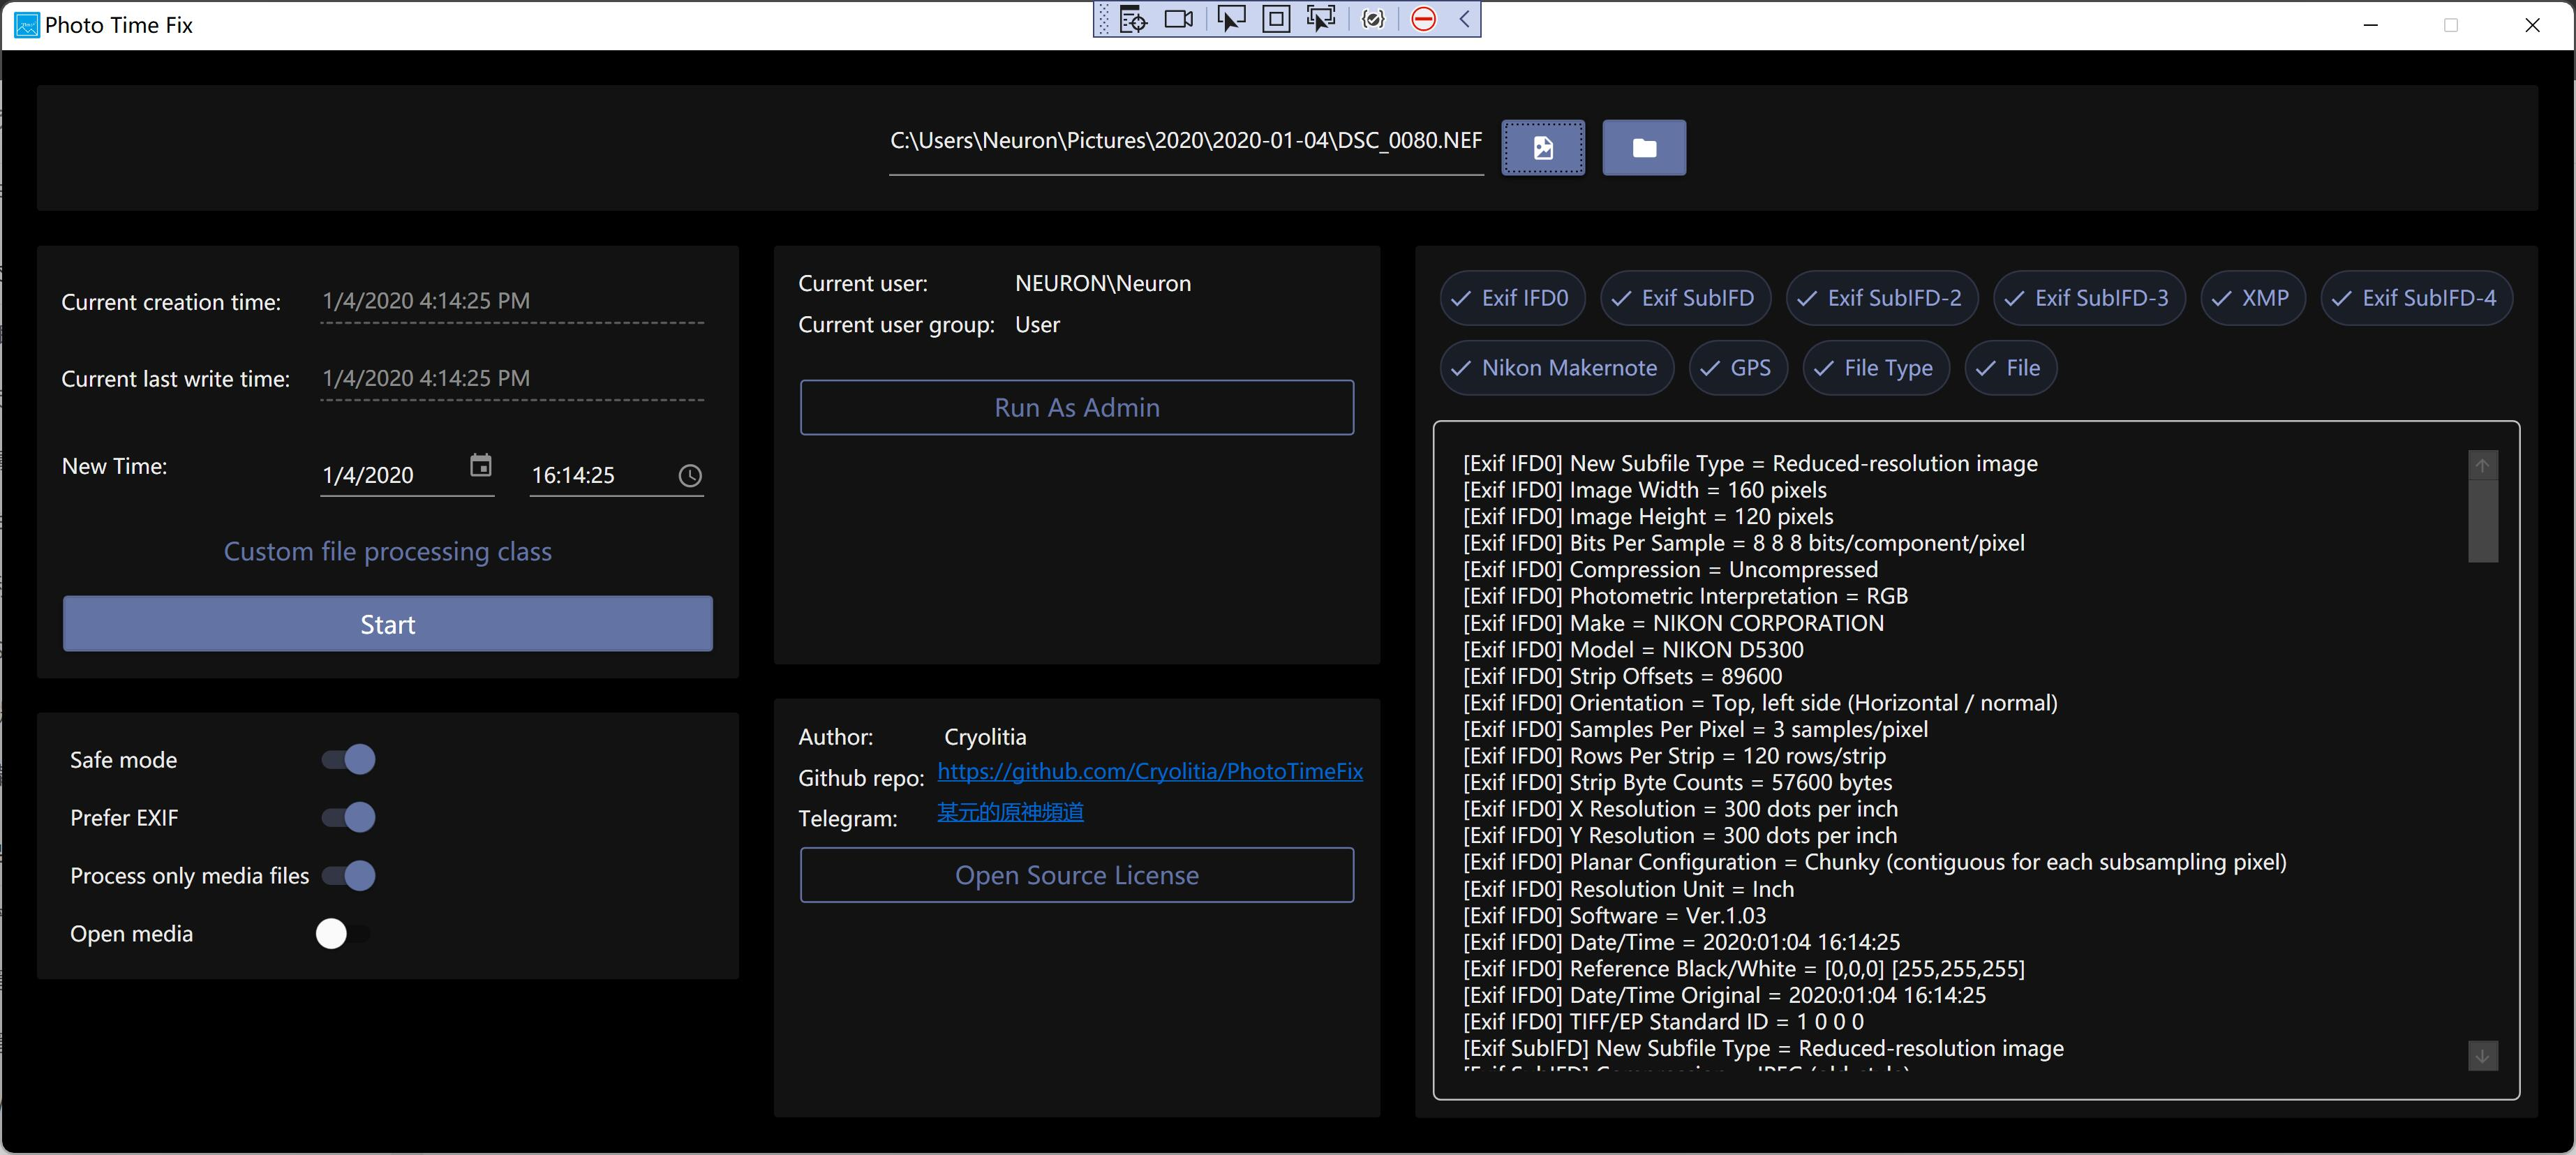 Photo Time Fix
C:\Users\Neuron\Pictures\2020\2020-01-04\DSC_0080.NEF
Current creation time: 1/4/2020 4:14:25 PM
Current last write time: 1/4/2020 4:14:25 PM
New Time: 1/4/2020 16:14:25
Custom file processing class
Start
Safe mode
Prefer EXIF
Process only media files
Open media
Current user: NEURON\Neuron
Current user group: User
Run As Admin
Author: Cryolitia
Github repo: https://github.com/Cryolitia/PhotoTimeFix
Telegram: 某元的原神頻道
Open Source License
Exif IFD0 Exif SubIFD Exif SubIFD-2 Exif SubIFD-3 XMP Exif SubIFD-4
Nikon Makernote GPS File Type File
[Exif IFD0] New Subfile Type = Reduced-resolution image
[Exif IFD0] Image Width = 160 pixels
[Exif IFD0] Image Height = 120 pixels
[Exif IFD0] Bits Per Sample = 8 8 8 bits/component/pixel
[Exif IFD0] Compression = Uncompressed
[Exif IFD0] Photometric Interpretation = RGB
[Exif IFD0] Make = NIKON CORPORATION
[Exif IFD0] Model = NIKON D5300
[Exif IFD0] Strip Offsets = 89600
[Exif IFD0] Orientation = Top, left side (Horizontal / normal)
[Exif IFD0] Samples Per Pixel = 3 samples/pixel
[Exif IFD0] Rows Per Strip = 120 rows/strip
[Exif IFD0] Strip Byte Counts = 57600 bytes
[Exif IFD0] X Resolution = 300 dots per inch
[Exif IFD0] Y Resolution = 300 dots per inch
[Exif IFD0] Planar Configuration = Chunky (contiguous for each subsampling pixel)
[Exif IFD0] Resolution Unit = Inch
[Exif IFD0] Software = Ver.1.03
[Exif IFD0] Date/Time = 2020:01:04 16:14:25
[Exif IFD0] Reference Black/White = [0,0,0] [255,255,255]
[Exif IFD0] Date/Time Original = 2020:01:04 16:14:25
[Exif IFD0] TIFF/EP Standard ID = 1 0 0 0
[Exif SubIFD] New Subfile Type = Reduced-resolution image